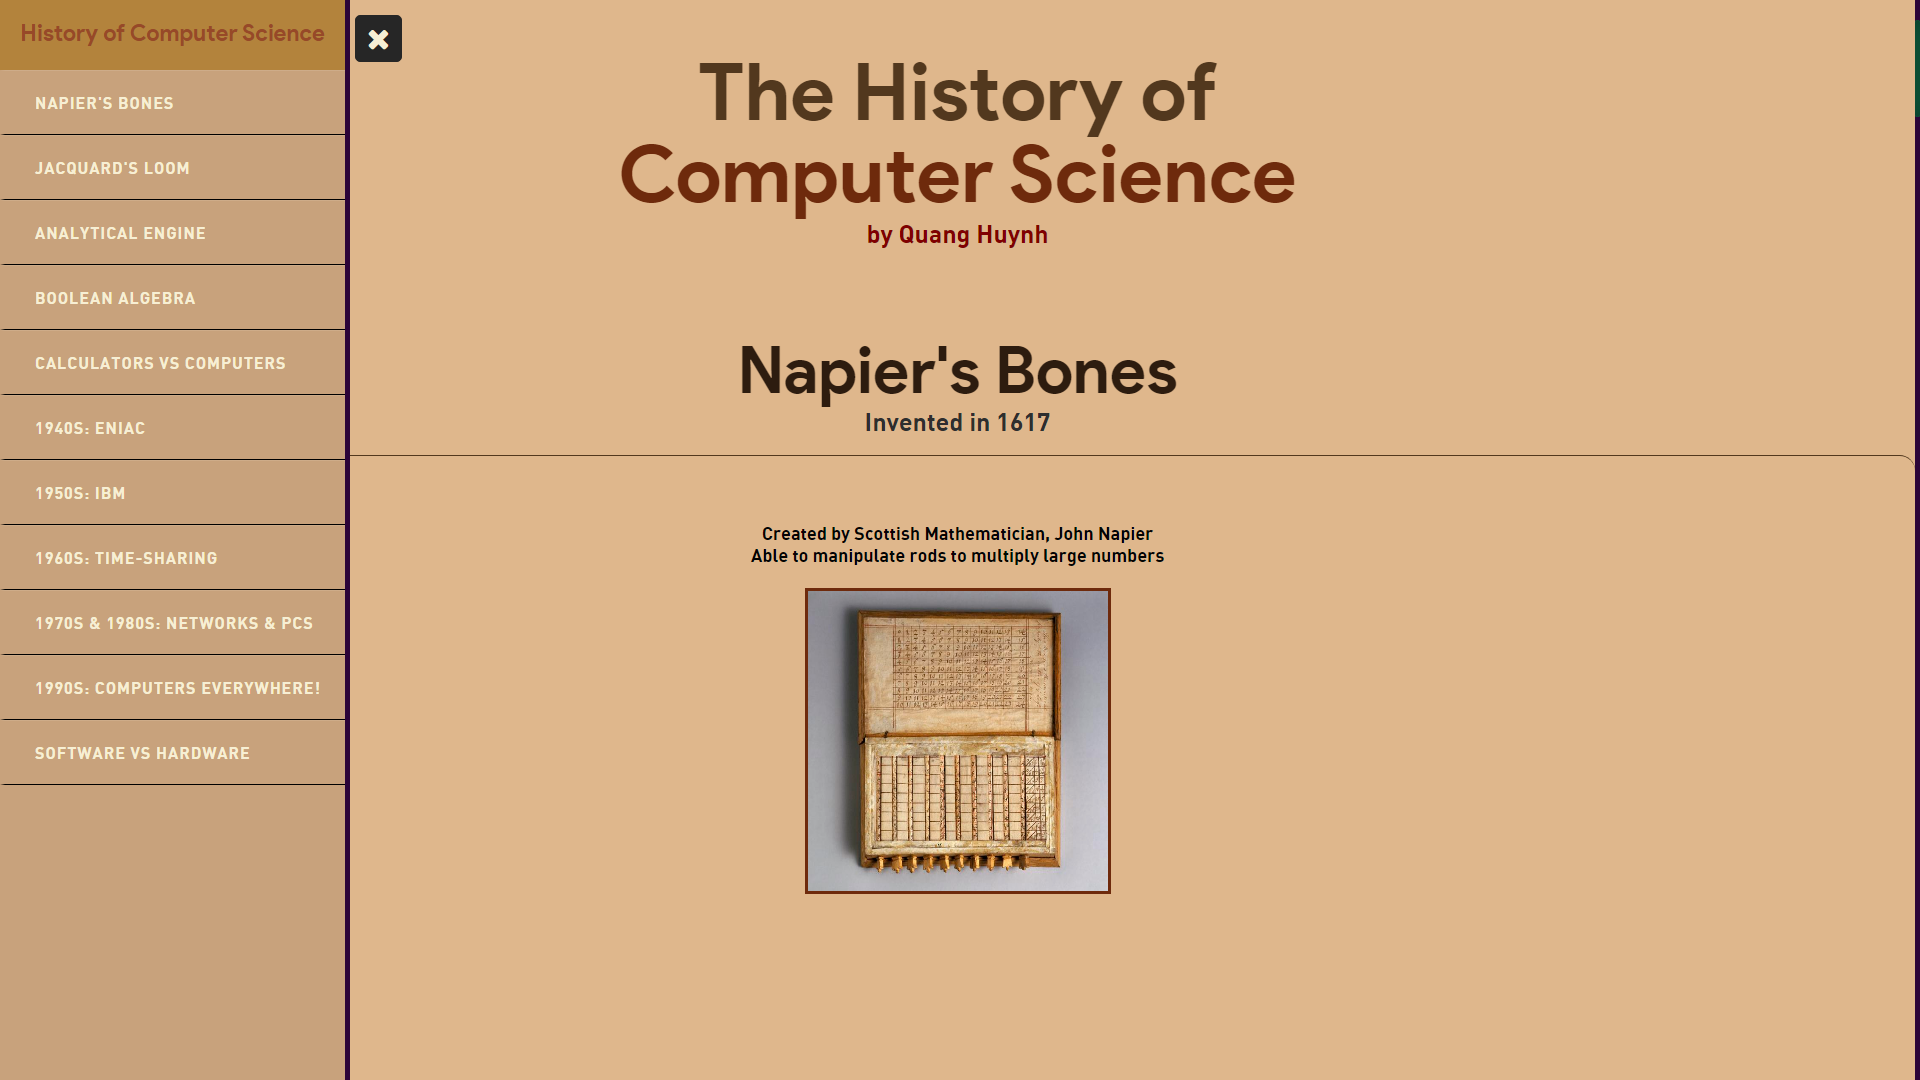 History of Computer Science
NAPIER'S BONES
JACQUARD'S LOOM
ANALYTICAL ENGINE
BOOLEAN ALGEBRA
CALCULATORS VS COMPUTERS
1940S: ENIAC
1950S: IBM
1960S: TIME-SHARING
1970S & 1980S: NETWORKS & PCS
1990S: COMPUTERS EVERYWHERE!
SOFTWARE VS HARDWARE
The History of
Computer Science
by Quang Huynh
Napier's Bones
Invented in 1617
Created by Scottish Mathematician, John Napier
Able to manipulate rods to multiply large numbers